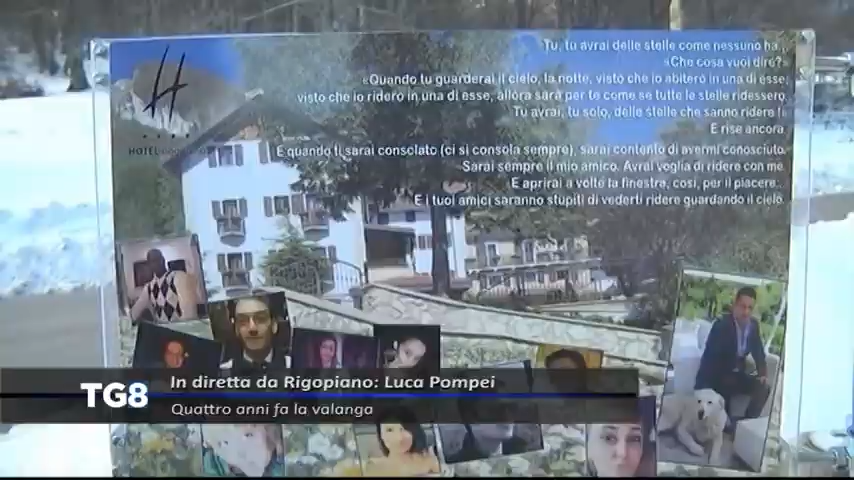 Tu, tu avrai delle stelle come nessuno ha...
«Che cosa vuoi dire?»
«Quando tu guarderai il cielo, la notte, visto che io abiterò in una di esse,
visto che io riderò in una di esse, allora sarà per te come se tutte le stelle ridessero.
Tu avrai, tu solo, delle stelle che sanno ridere!»
E rise ancora.
E quando ti sarai consolato (ci si consola sempre), sarai contento di avermi conosciuto.
Sarai sempre il mio amico. Avrai voglia di ridere con me.
E aprirai a volte la finestra, così, per il piacere...
E i tuoi amici saranno stupiti di vederti ridere guardando il cielo.
H
HOTEL
TG8
In diretta da Rigopiano: Luca Pompei
Quattro anni fa la valanga